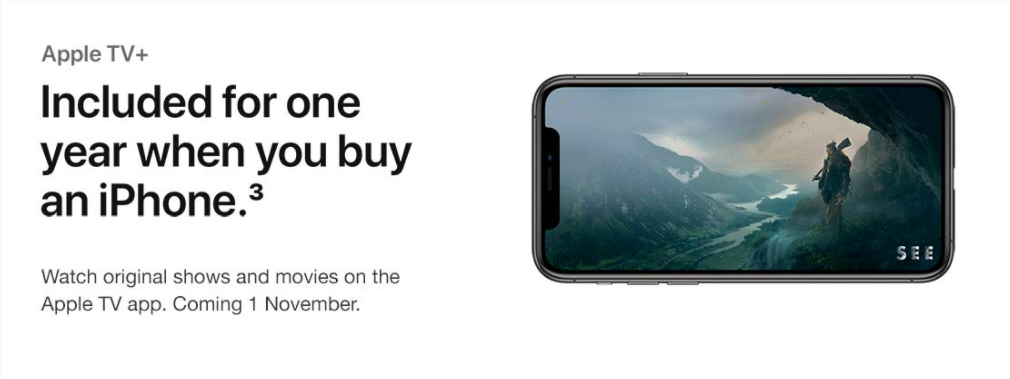 Apple TV+
Included for one
year when you buy
an iPhone.³
Watch original shows and movies on the
Apple TV app. Coming 1 November.
SEE